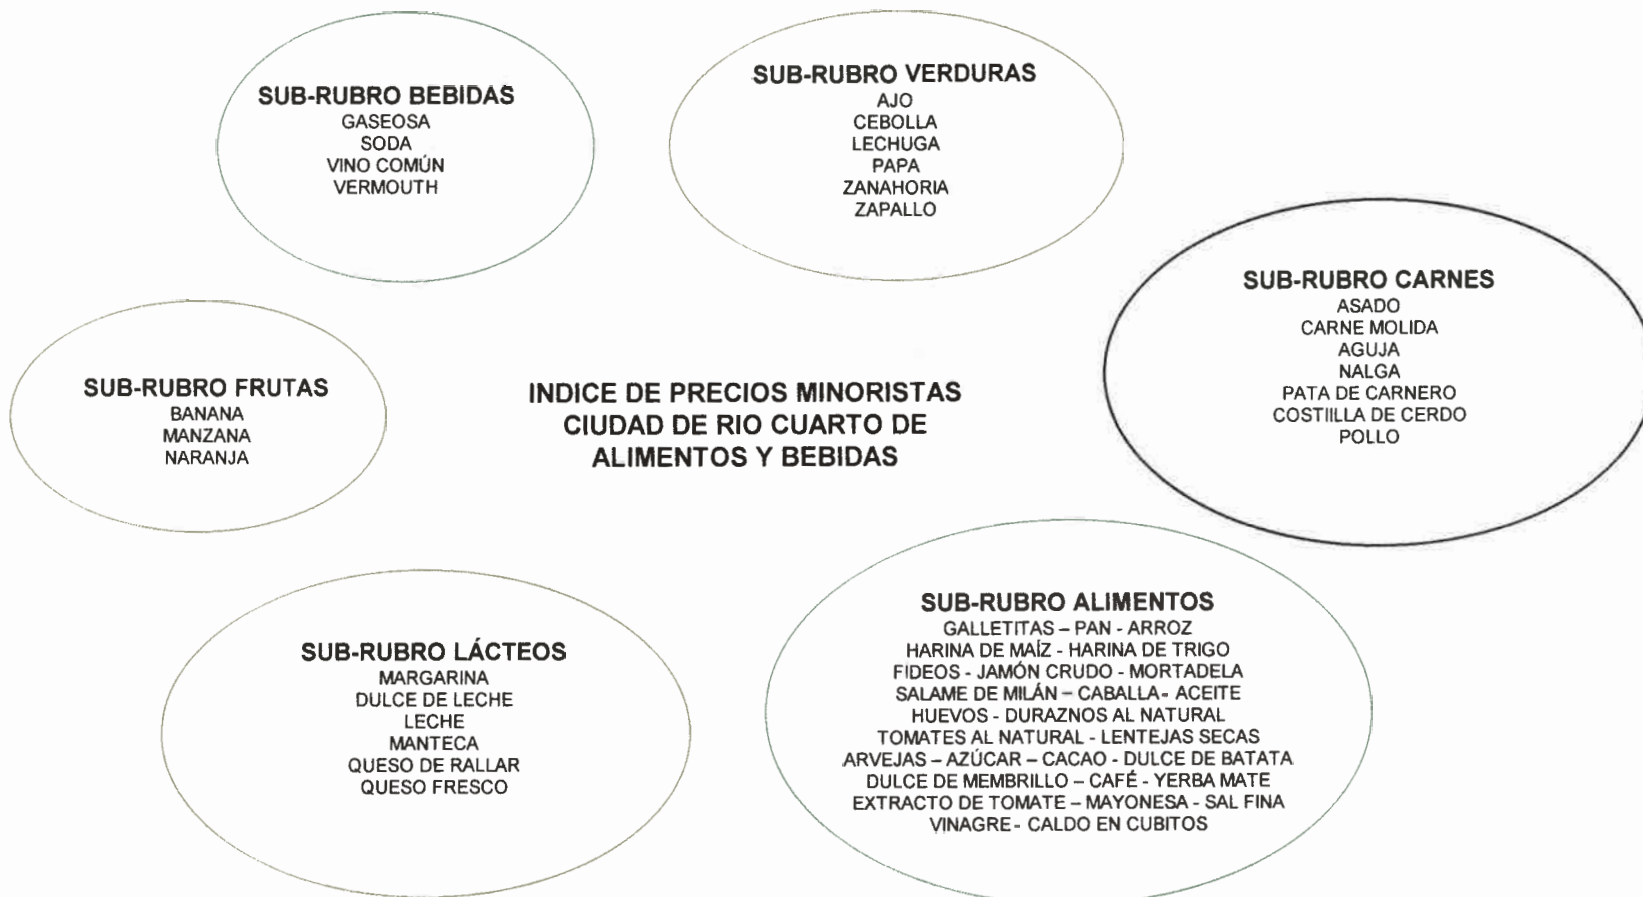 SUB-RUBRO BEBIDAS
GASEOSA
SODA
VINO COMÚN
VERMOUTH
SUB-RUBRO VERDURAS
AJO
CEBOLLA
LECHUGA
PAPA
ZANAHORIA
ZAPALLO
SUB-RUBRO CARNES
ASADO
CARNE MOLIDA
AGUJA
NALGA
PATA DE CARNERO
COSTIILLA DE CERDO
POLLO
SUB-RUBRO FRUTAS
BANANA
MANZANA
NARANJA
INDICE DE PRECIOS MINORISTAS
CIUDAD DE RIO CUARTO DE
ALIMENTOS Y BEBIDAS
SUB-RUBRO LÁCTEOS
MARGARINA
DULCE DE LECHE
LECHE
MANTECA
QUESO DE RALLAR
QUESO FRESCO
SUB-RUBRO ALIMENTOS
GALLETITAS – PAN - ARROZ
HARINA DE MAÍZ - HARINA DE TRIGO
FIDEOS - JAMÓN CRUDO - MORTADELA
SALAME DE MILÁN – CABALLA- ACEITE
HUEVOS - DURAZNOS AL NATURAL
TOMATES AL NATURAL - LENTEJAS SECAS
ARVEJAS – AZÚCAR – CACAO - DULCE DE BATATA
DULCE DE MEMBRILLO – CAFÉ - YERBA MATE
EXTRACTO DE TOMATE – MAYONESA - SAL FINA
VINAGRE - CALDO EN CUBITOS